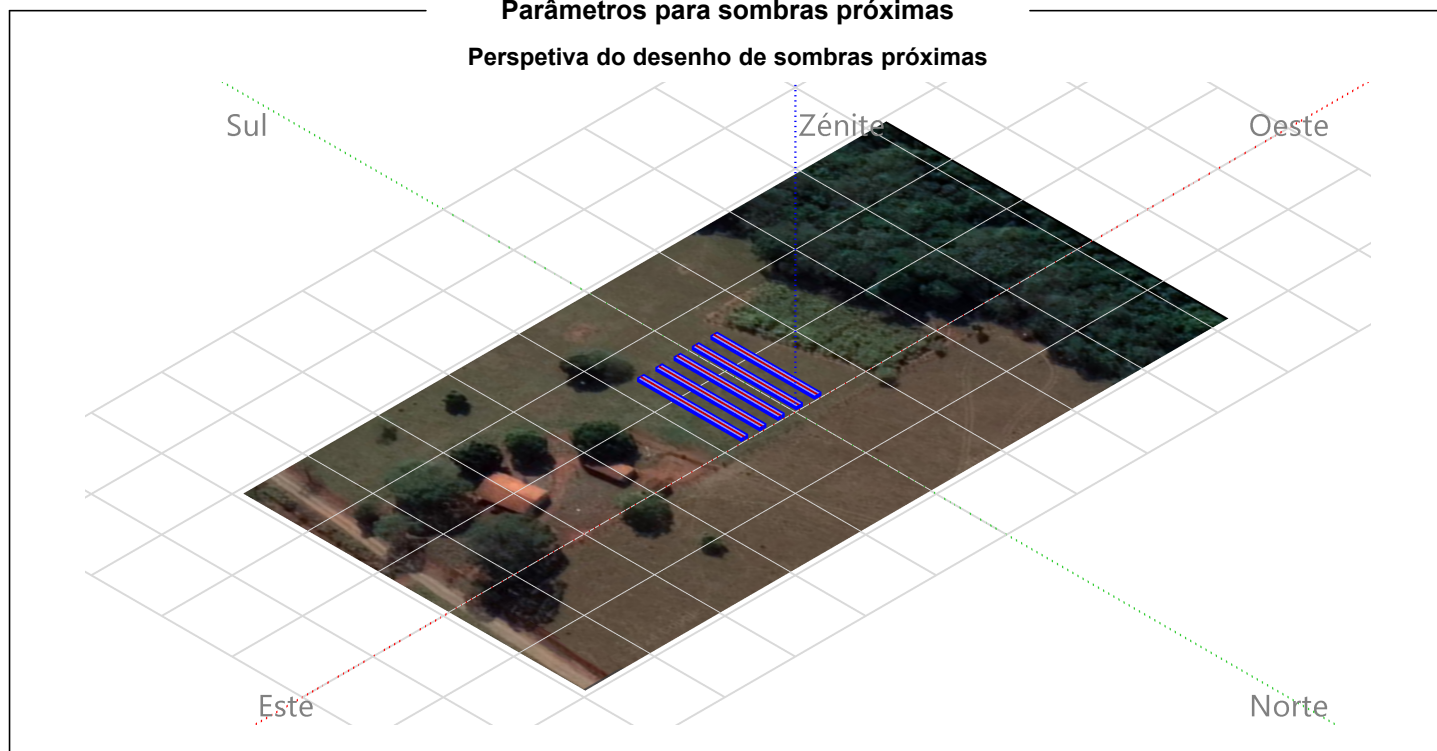 Parâmetros para sombras próximas
Perspetiva do desenho de sombras próximas
Sul
Zénite
Oeste
Este
Norte